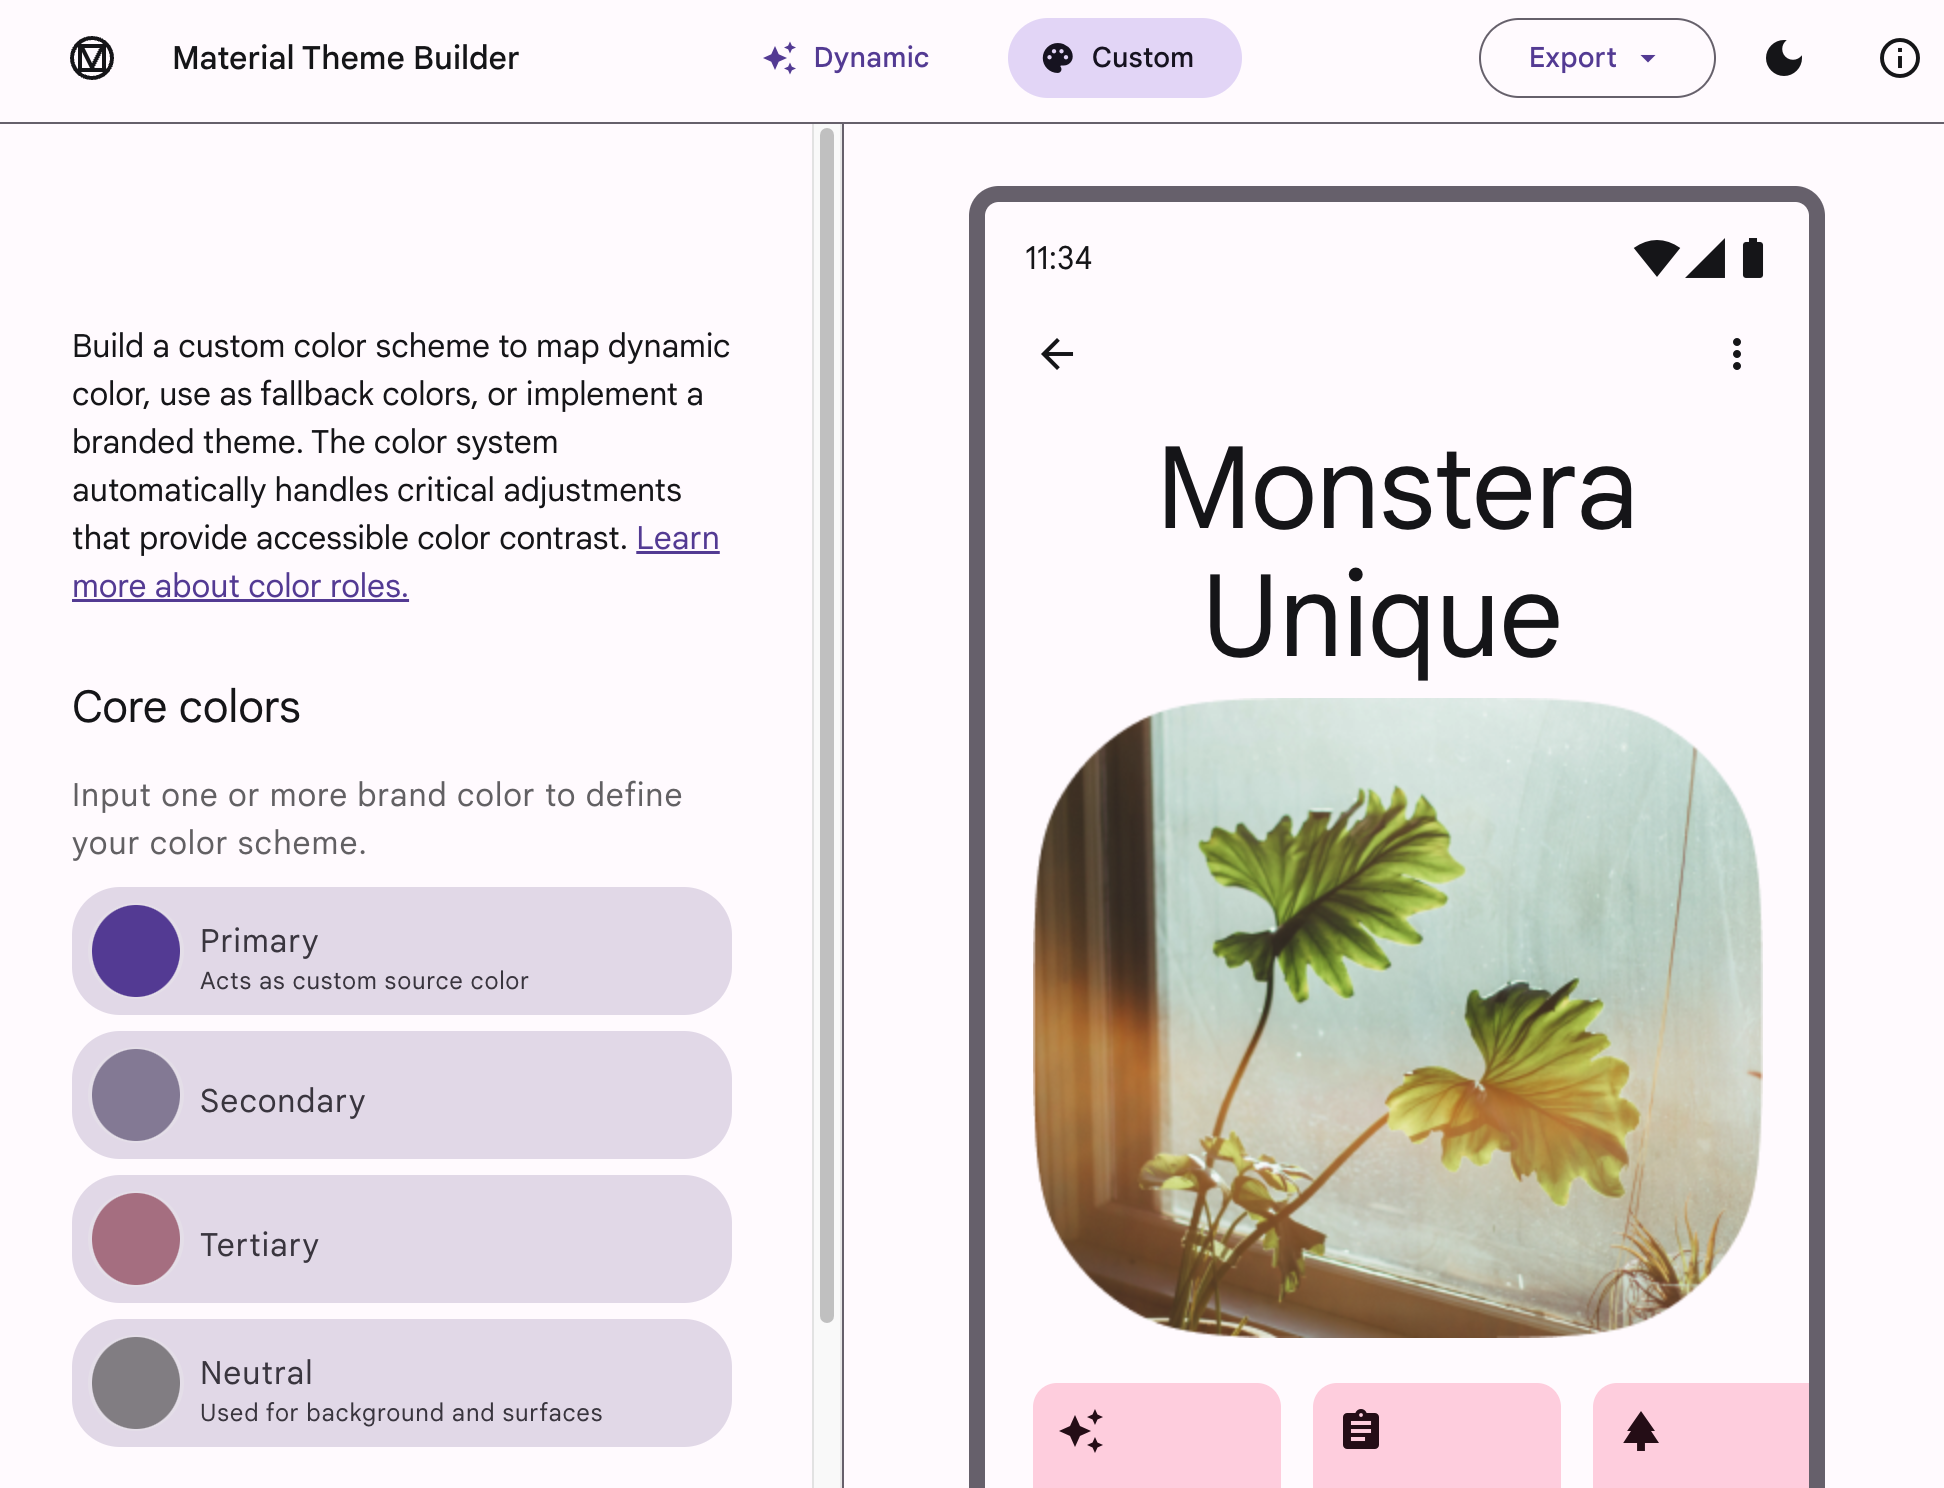 Material Theme Builder
Dynamic
Custom
Export
Build a custom color scheme to map dynamic
color, use as fallback colors, or implement a
branded theme. The color system
automatically handles critical adjustments
that provide accessible color contrast. Learn
more about color roles.
Core colors
Input one or more brand color to define
your color scheme.
Primary
Acts as custom source color
Secondary
Tertiary
Neutral
Used for background and surfaces
11:34
Monstera
Unique